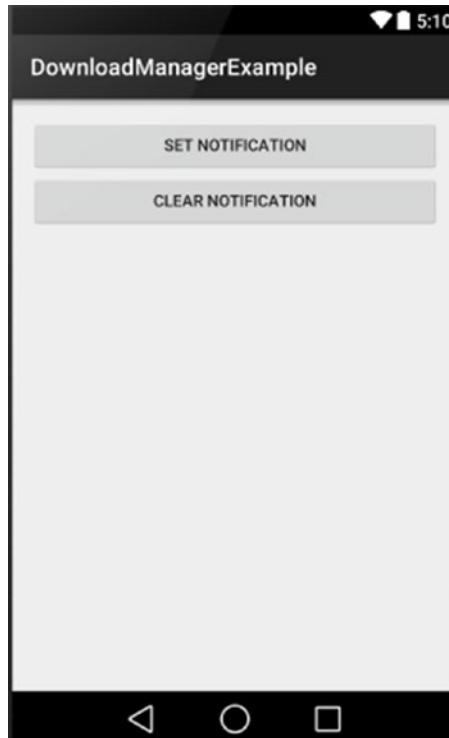 5:10
DownloadManagerExample
SET NOTIFICATION
CLEAR NOTIFICATION